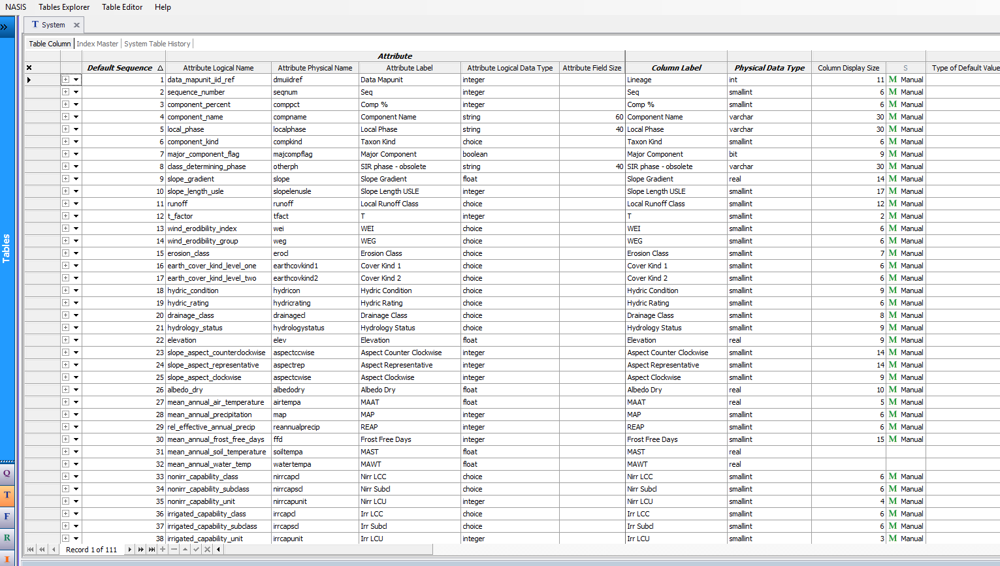 NASIS Tables Explorer Table Editor Help
T System
Table Column Index Master System Table History
Attribute
Default Sequence Attribute Logical Name Attribute Physical Name Attribute Label Attribute Logical Data Type Attribute Field Size Column Label Physical Data Type Column Display Size S Type of Default Value
1 data_mapunit_iid_ref dmuiidref Data Mapunit integer Lineage int 11 M Manual
2 sequence_number seqnum Seq integer Seq smallint 6 M Manual
3 component_percent comppct Comp % integer Comp % smallint 6 M Manual
4 component_name compname Component Name string 60 Component Name varchar 30 M Manual
5 local_phase localphase Local Phase string 40 Local Phase varchar 30 M Manual
6 component_kind compkind Taxon Kind choice Taxon Kind smallint 6 M Manual
7 major_component_flag majcompflag Major Component boolean Major Component bit 9 M Manual
8 class_determining_phase otherph SIR phase - obsolete string 40 SIR phase - obsolete varchar 30 M Manual
9 slope_gradient slope Slope Gradient float Slope Gradient real 14 M Manual
10 slope_length_usle slopelenusle Slope Length USLE integer Slope Length USLE smallint 17 M Manual
11 runoff runoff Local Runoff Class choice Local Runoff Class smallint 12 M Manual
12 t_factor tfact T integer T smallint 2 M Manual
13 wind_erodibility_index wei WEI choice WEI smallint 6 M Manual
14 wind_erodibility_group weg WEG choice WEG smallint 6 M Manual
15 erosion_class erocl Erosion Class choice Erosion Class smallint 7 M Manual
16 earth_cover_kind_level_one earthcovkind1 Cover Kind 1 choice Cover Kind 1 smallint 6 M Manual
17 earth_cover_kind_level_two earthcovkind2 Cover Kind 2 choice Cover Kind 2 smallint 6 M Manual
18 hydric_condition hydricon Hydric Condition choice Hydric Condition smallint 9 M Manual
19 hydric_rating hydricrating Hydric Rating choice Hydric Rating smallint 6 M Manual
20 drainage_class drainagecl Drainage Class choice Drainage Class smallint 8 M Manual
21 hydrology_status hydrologystatus Hydrology Status choice Hydrology Status smallint 9 M Manual
22 elevation elev Elevation float Elevation real 9 M Manual
23 slope_aspect_counterclockwise aspectccwise Aspect Counter Clockwise integer Aspect Counter Clockwise smallint 14 M Manual
24 slope_aspect_representative aspectrep Aspect Representative integer Aspect Representative smallint 14 M Manual
25 slope_aspect_clockwise aspectcwise Aspect Clockwise integer Aspect Clockwise smallint 9 M Manual
26 albedo_dry albedodry Albedo Dry float Albedo Dry real 10 M Manual
27 mean_annual_air_temperature airtempa MAAT float MAAT real 5 M Manual
28 mean_annual_precipitation map MAP integer MAP smallint 6 M Manual
29 rel_effective_annual_precip reannualprecip REAP integer REAP smallint 6 M Manual
30 mean_annual_frost_free_days ffd Frost Free Days integer Frost Free Days smallint 15 M Manual
31 mean_annual_soil_temperature soiltempa MAST float MAST real
32 mean_annual_water_temp watertempa MAWT float MAWT real
33 nonirr_capability_class nirrcapcl Nirr LCC choice Nirr LCC smallint 6 M Manual
34 nonirr_capability_subclass nirrcapscl Nirr Subcl choice Nirr Subcl smallint 6 M Manual
35 nonirr_capability_unit nirrcapunit Nirr LCU integer Nirr LCU smallint 4 M Manual
36 irrigated_capability_class irrcapcl Irr LCC choice Irr LCC smallint 6 M Manual
37 irrigated_capability_subclass irrcapscl Irr Subcl choice Irr Subcl smallint 6 M Manual
38 irrigated_capability_unit irrcapunit Irr LCU integer Irr LCU smallint 3 M Manual
Record 1 of 111
Tables
Q
T
F
R
I